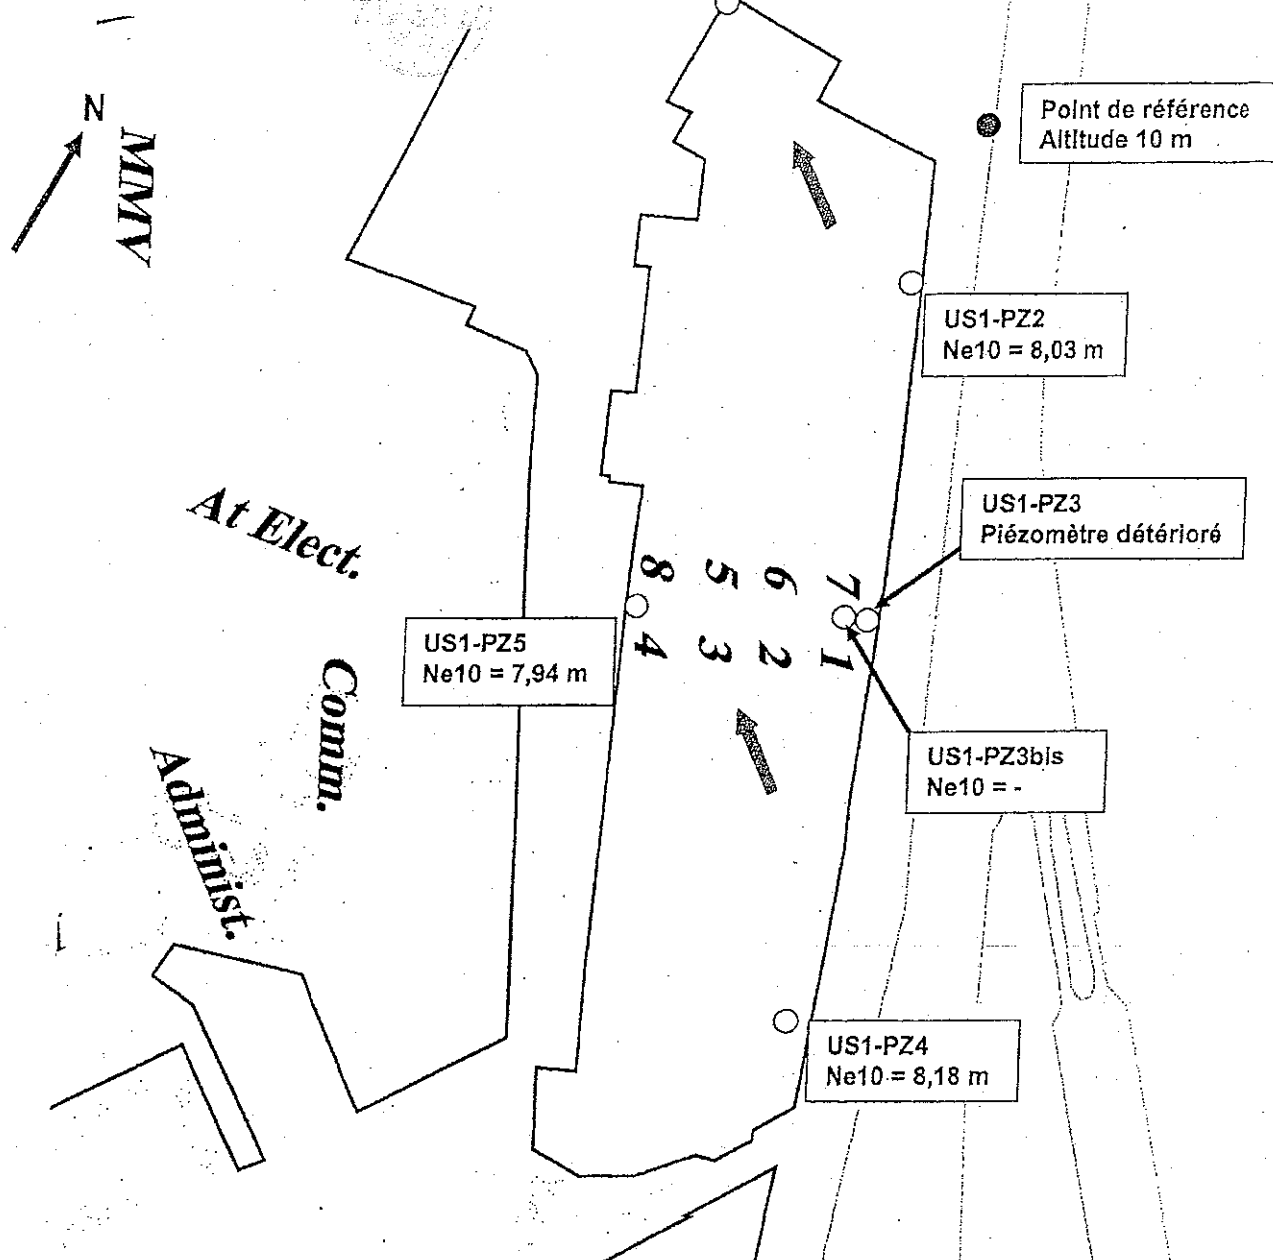 N
MMV
Point de référence
Altitude 10 m
US1-PZ2
Ne10 = 8,03 m
At Elect.
US1-PZ3
Piézomètre détérioré
8 5 6 7
4 3 2 1
US1-PZ5
Ne10 = 7,94 m
Comm.
Administ.
US1-PZ3bis
Ne10 = -
US1-PZ4
Ne10 = 8,18 m